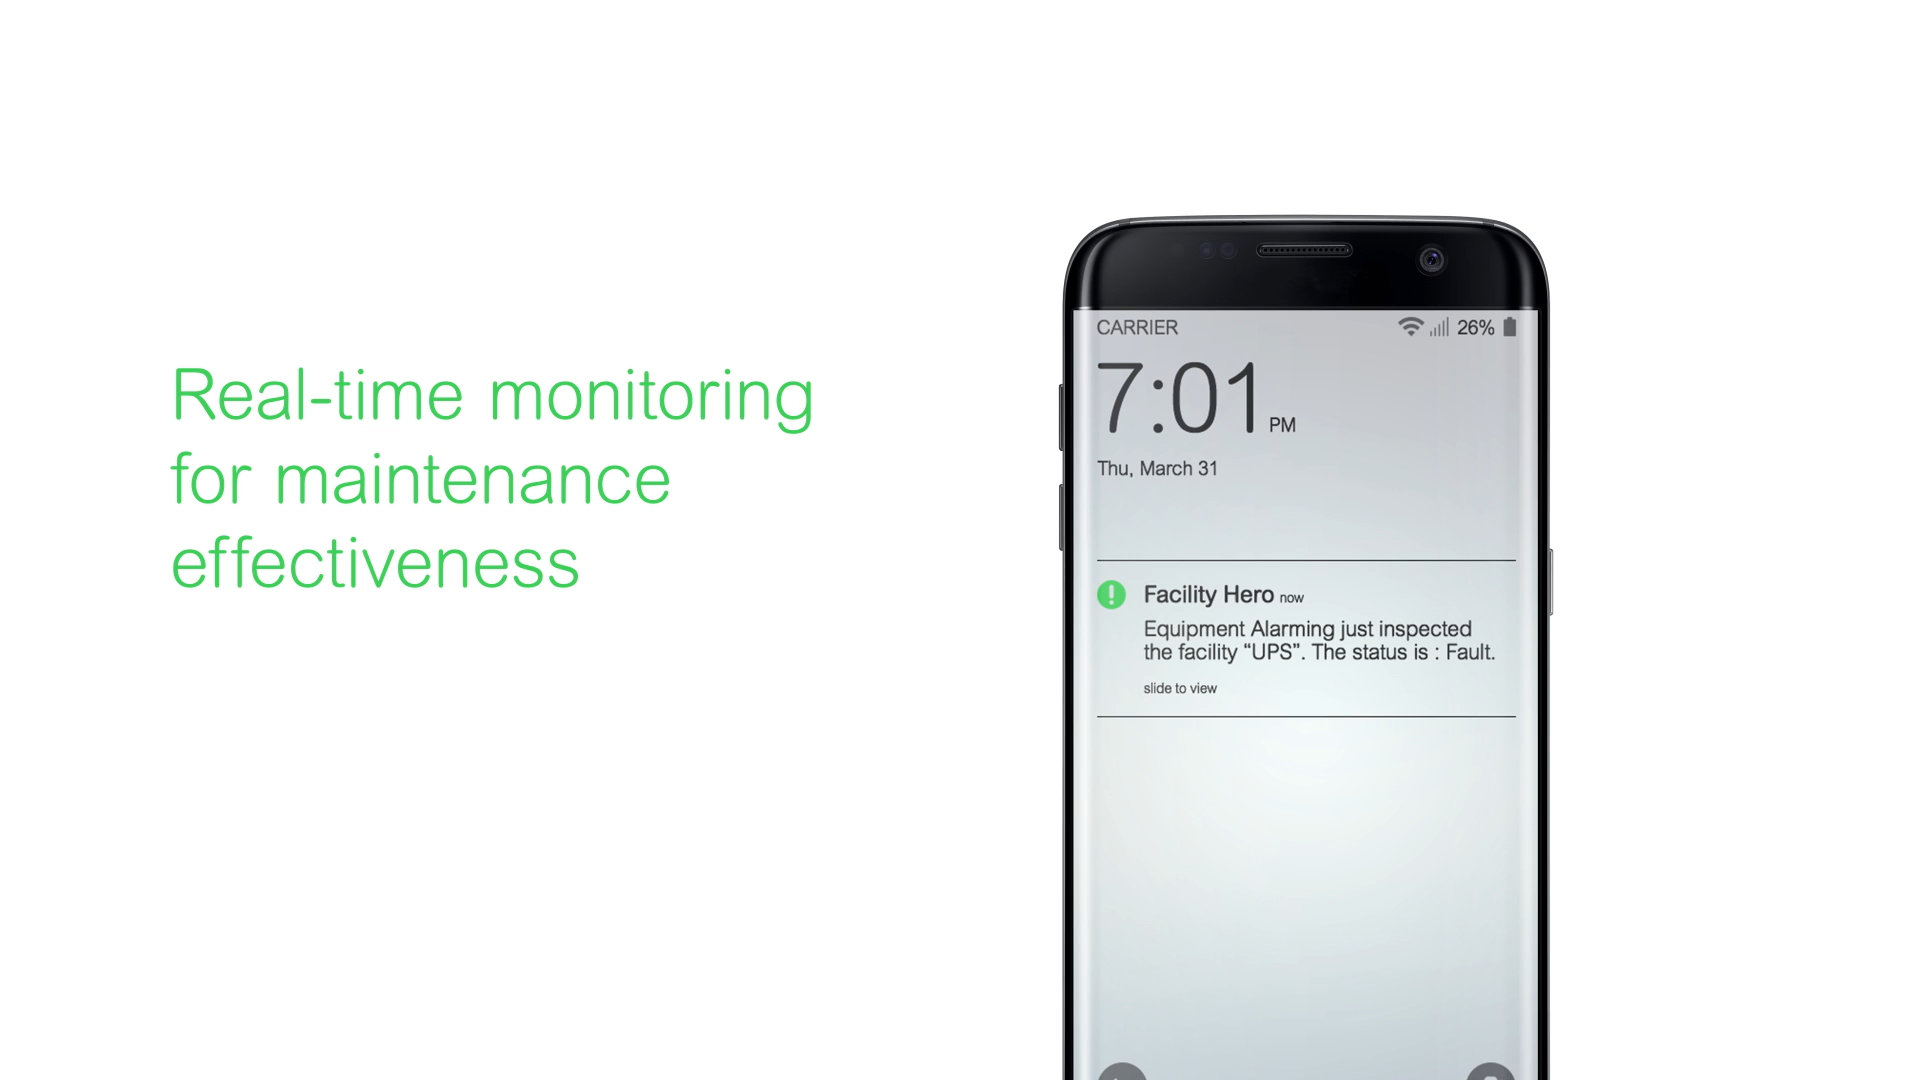 Real-time monitoring
for maintenance
effectiveness
CARRIER 26%
7:01 PM
Thu, March 31
Facility Hero now
Equipment Alarming just inspected
the facility “UPS”. The status is : Fault.
slide to view